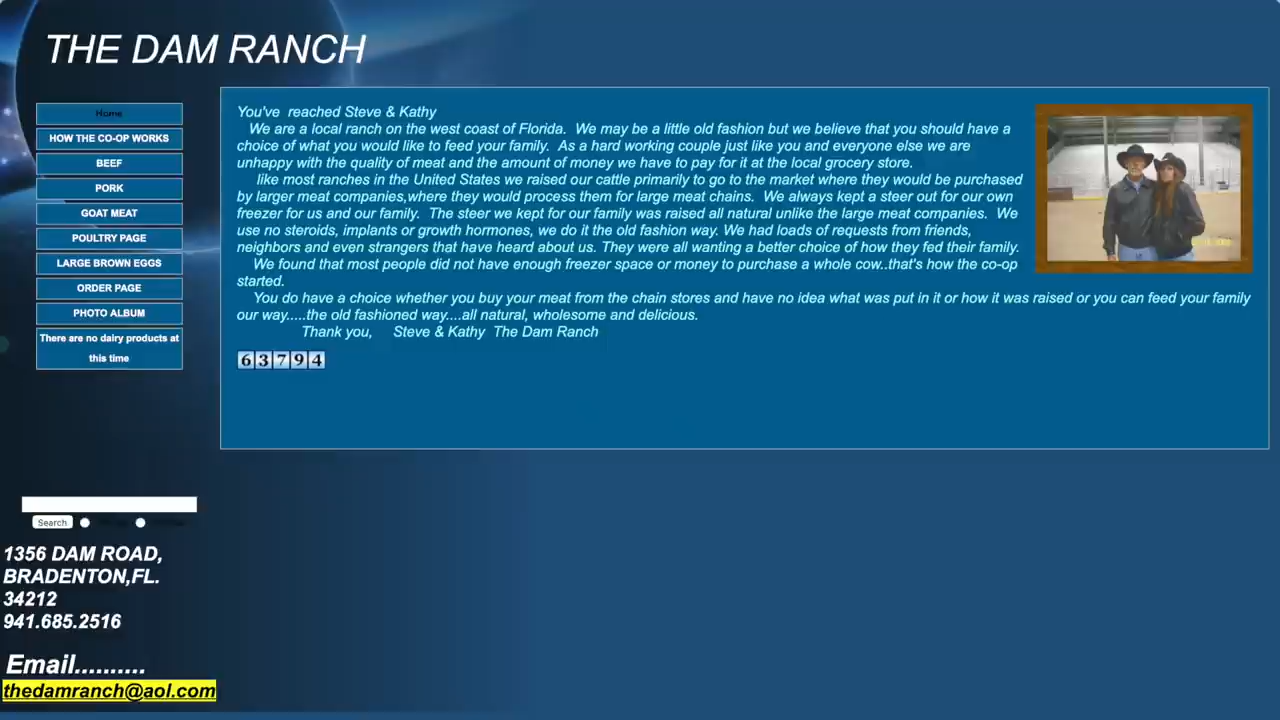 THE DAM RANCH
Home
HOW THE CO-OP WORKS
BEEF
PORK
GOAT MEAT
POULTRY PAGE
LARGE BROWN EGGS
ORDER PAGE
PHOTO ALBUM
There are no dairy products at
this time
You've reached Steve & Kathy
We are a local ranch on the west coast of Florida. We may be a little old fashion but we believe that you should have a
choice of what you would like to feed your family. As a hard working couple just like you and everyone else we are
unhappy with the quality of meat and the amount of money we have to pay for it at the local grocery store.
like most ranches in the United States we raised our cattle primarily to go to the market where they would be purchased
by larger meat companies,where they would process them for large meat chains. We always kept a steer out for our own
freezer for us and our family. The steer we kept for our family was raised all natural unlike the large meat companies. We
use no steroids, implants or growth hormones, we do it the old fashion way. We had loads of requests from friends,
neighbors and even strangers that have heard about us. They were all wanting a better choice of how they fed their family.
We found that most people did not have enough freezer space or money to purchase a whole cow..that's how the co-op
started.
You do have a choice whether you buy your meat from the chain stores and have no idea what was put in it or how it was raised or you can feed your family
our way.....the old fashioned way....all natural, wholesome and delicious.
Thank you, Steve & Kathy The Dam Ranch
63794
Search
1356 DAM ROAD,
BRADENTON,FL.
34212
941.685.2516
Email..........
thedamranch@aol.com